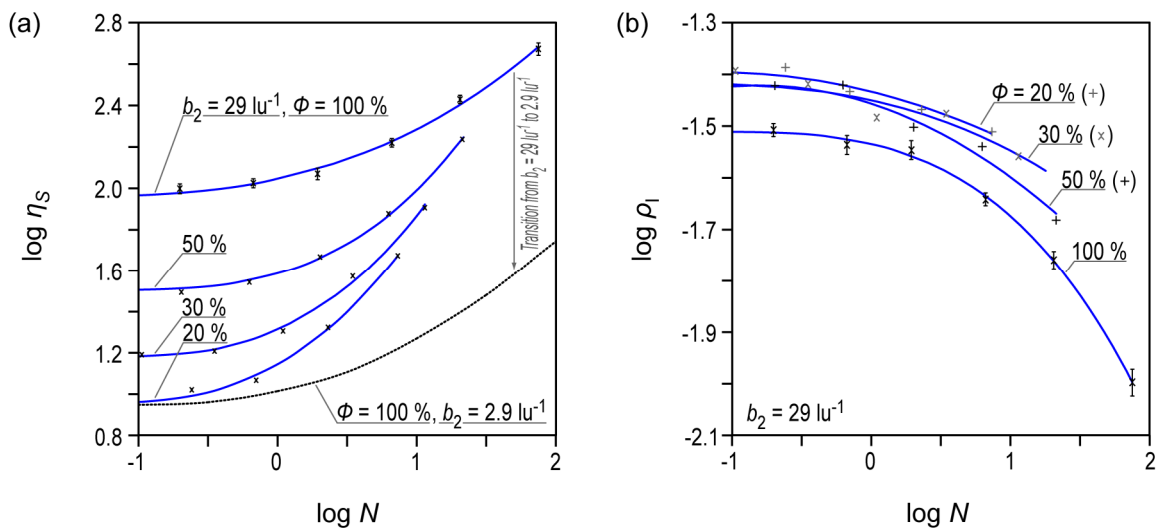 (a)
2.8
2.4
2.0
1.6
1.2
0.8
log ηS
b2 = 29 lu-1, Φ = 100 %
50 %
30 %
20 %
Transition from b2 = 29 lu-1 to 2.9 lu-1
Φ = 100 %, b2 = 2.9 lu-1
-1 0 1 2
log N
(b)
-1.3
-1.5
-1.7
-1.9
-2.1
log ρI
Φ = 20 % (+)
30 % (×)
50 % (+)
100 %
b2 = 29 lu-1
-1 0 1 2
log N